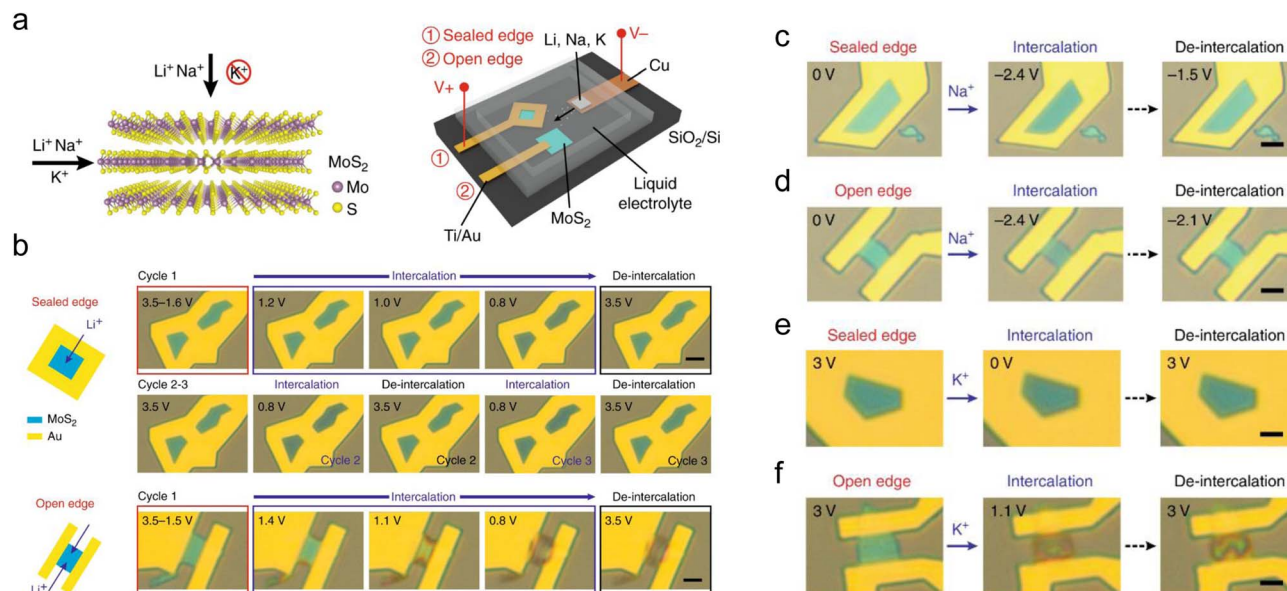 a
Li⁺ Na⁺ K⁺
Li⁺ Na⁺
K⁺
MoS₂
Mo
S
① Sealed edge
② Open edge
V+
Li, Na, K
V−
Cu
SiO₂/Si
①
②
Liquid
electrolyte
MoS₂
Ti/Au
b
Sealed edge
Li⁺
MoS₂
Au
Cycle 1
Intercalation
De-intercalation
3.5–1.6 V
1.2 V
1.0 V
0.8 V
3.5 V
Cycle 2-3
Intercalation
De-intercalation
Intercalation
De-intercalation
3.5 V
0.8 V
3.5 V
0.8 V
3.5 V
Cycle 2
Cycle 2
Cycle 3
Cycle 3
Open edge
Li⁺
Cycle 1
Intercalation
De-intercalation
3.5–1.5 V
1.4 V
1.1 V
0.8 V
3.5 V
c
Sealed edge
Intercalation
De-intercalation
0 V
Na⁺
−2.4 V
−1.5 V
d
Open edge
Intercalation
De-intercalation
0 V
Na⁺
−2.4 V
−2.1 V
e
Sealed edge
Intercalation
De-intercalation
3 V
K⁺
0 V
3 V
f
Open edge
Intercalation
De-intercalation
3 V
K⁺
1.1 V
3 V